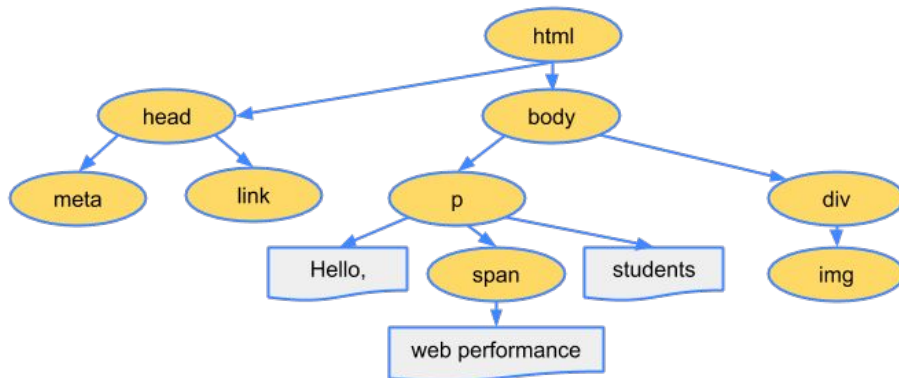 html
head
body
meta
link
p
div
Hello,
span
students
img
web performance